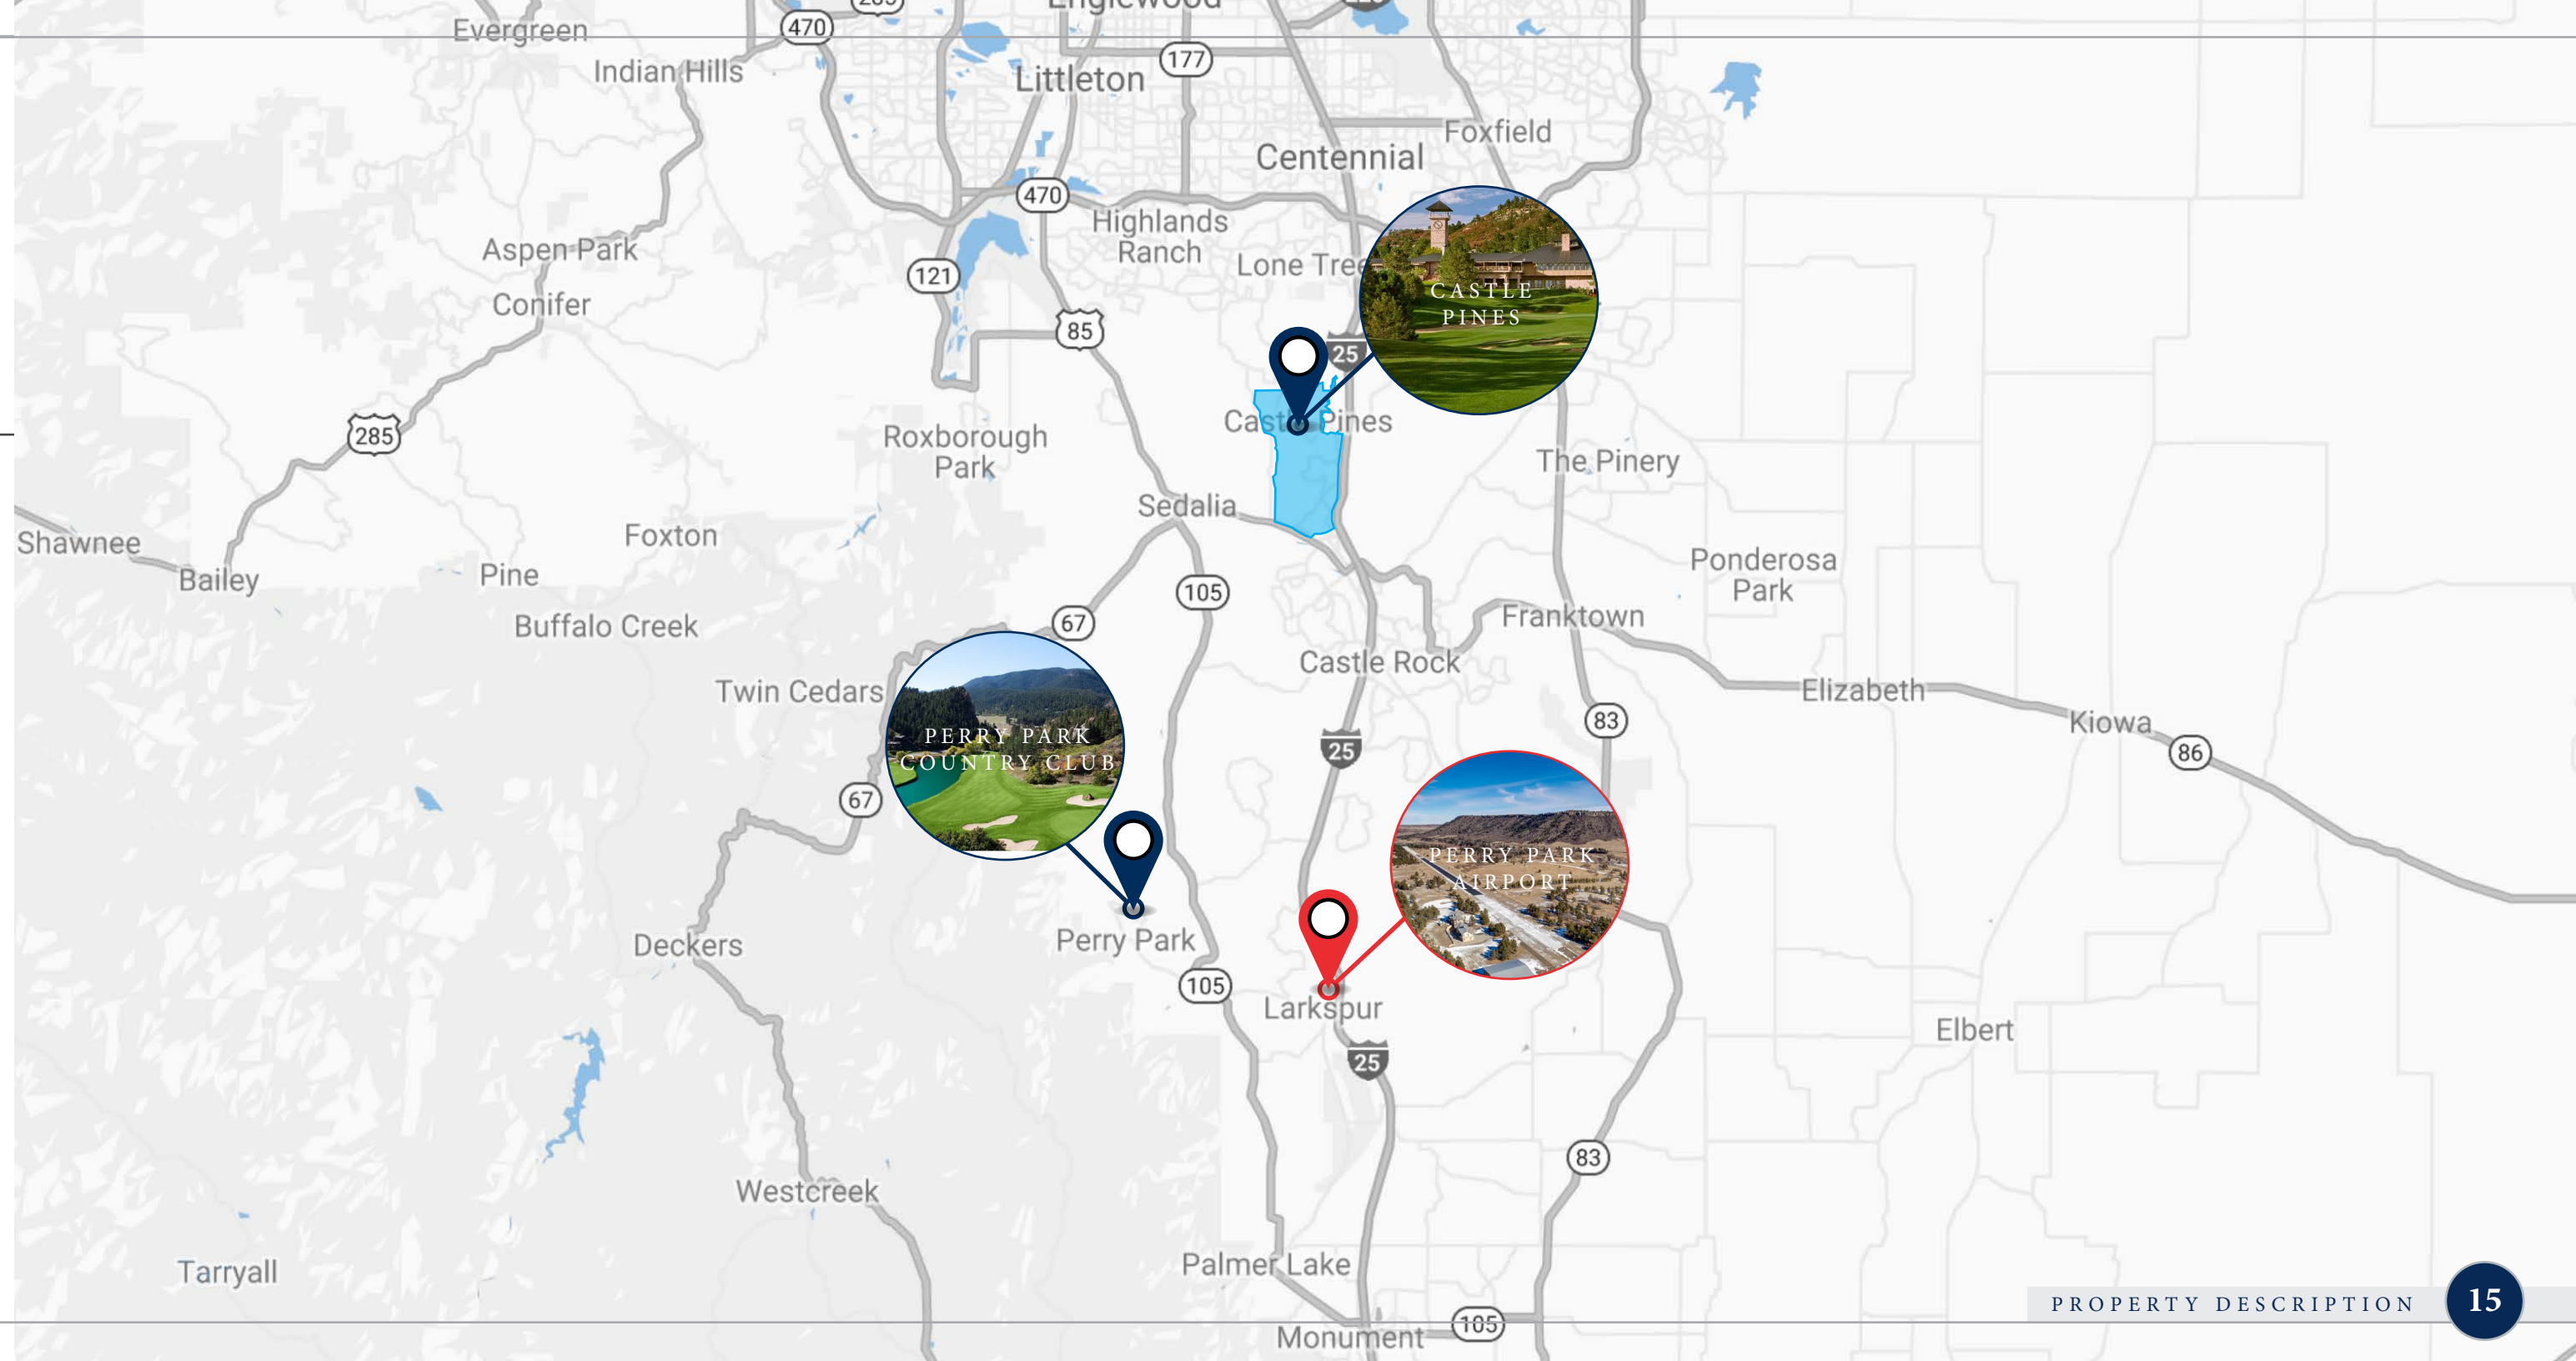 Evergreen
470
285
Englewood
225
Indian Hills
Littleton
177
Foxfield
Centennial
470
Highlands
Ranch
Aspen Park
Lone Tree
121
Conifer
85
25
CASTLE
PINES
Castle Pines
285
Roxborough
Park
The Pinery
Sedalia
Shawnee
Foxton
Bailey
Pine
Ponderosa
Park
105
Buffalo Creek
67
Franktown
Castle Rock
Twin Cedars
Elizabeth
PERRY PARK
COUNTRY CLUB
83
Kiowa
25
86
67
PERRY PARK
AIRPORT
Deckers
Perry Park
105
Larkspur
Elbert
25
83
Westcreek
Tarryall
Palmer Lake
Monument
105
PROPERTY DESCRIPTION
15